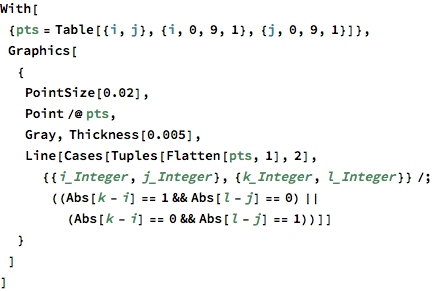 With[
{pts = Table[{i, j}, {i, 0, 9, 1}, {j, 0, 9, 1}]},
Graphics[
{
PointSize[0.02],
Point /@ pts,
Gray, Thickness[0.005],
Line[Cases[Tuples[Flatten[pts, 1], 2],
{{i_Integer, j_Integer}, {k_Integer, l_Integer}} /;
((Abs[k - i] == 1 && Abs[l - j] == 0) ||
(Abs[k - i] == 0 && Abs[l - j] == 1))]]
}
]
]